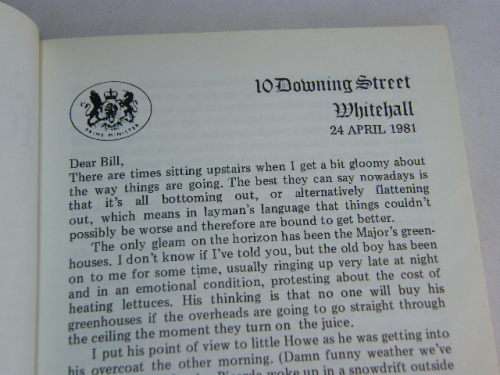 10 Downing Street
Whitehall
24 APRIL 1981
PRIME MINISTER
Dear Bill,
There are times sitting upstairs when I get a bit gloomy about
the way things are going. The best they can say nowadays is
that it's all bottoming out, or alternatively flattening
out, which means in layman's language that things couldn't
possibly be worse and therefore are bound to get better.
The only gleam on the horizon has been the Major's green-
houses. I don't know if I've told you, but the old boy has been
on to me for some time, usually ringing up very late at night
and in an emotional condition, protesting about the cost of
heating lettuces. His thinking is that no one will buy his
greenhouses if the overheads are going to go straight through
the ceiling the moment they turn on the juice.
I put his point of view to little Howe as he was getting into
his overcoat the other morning. (Damn funny weather we've
woke up in a snowdrift outside